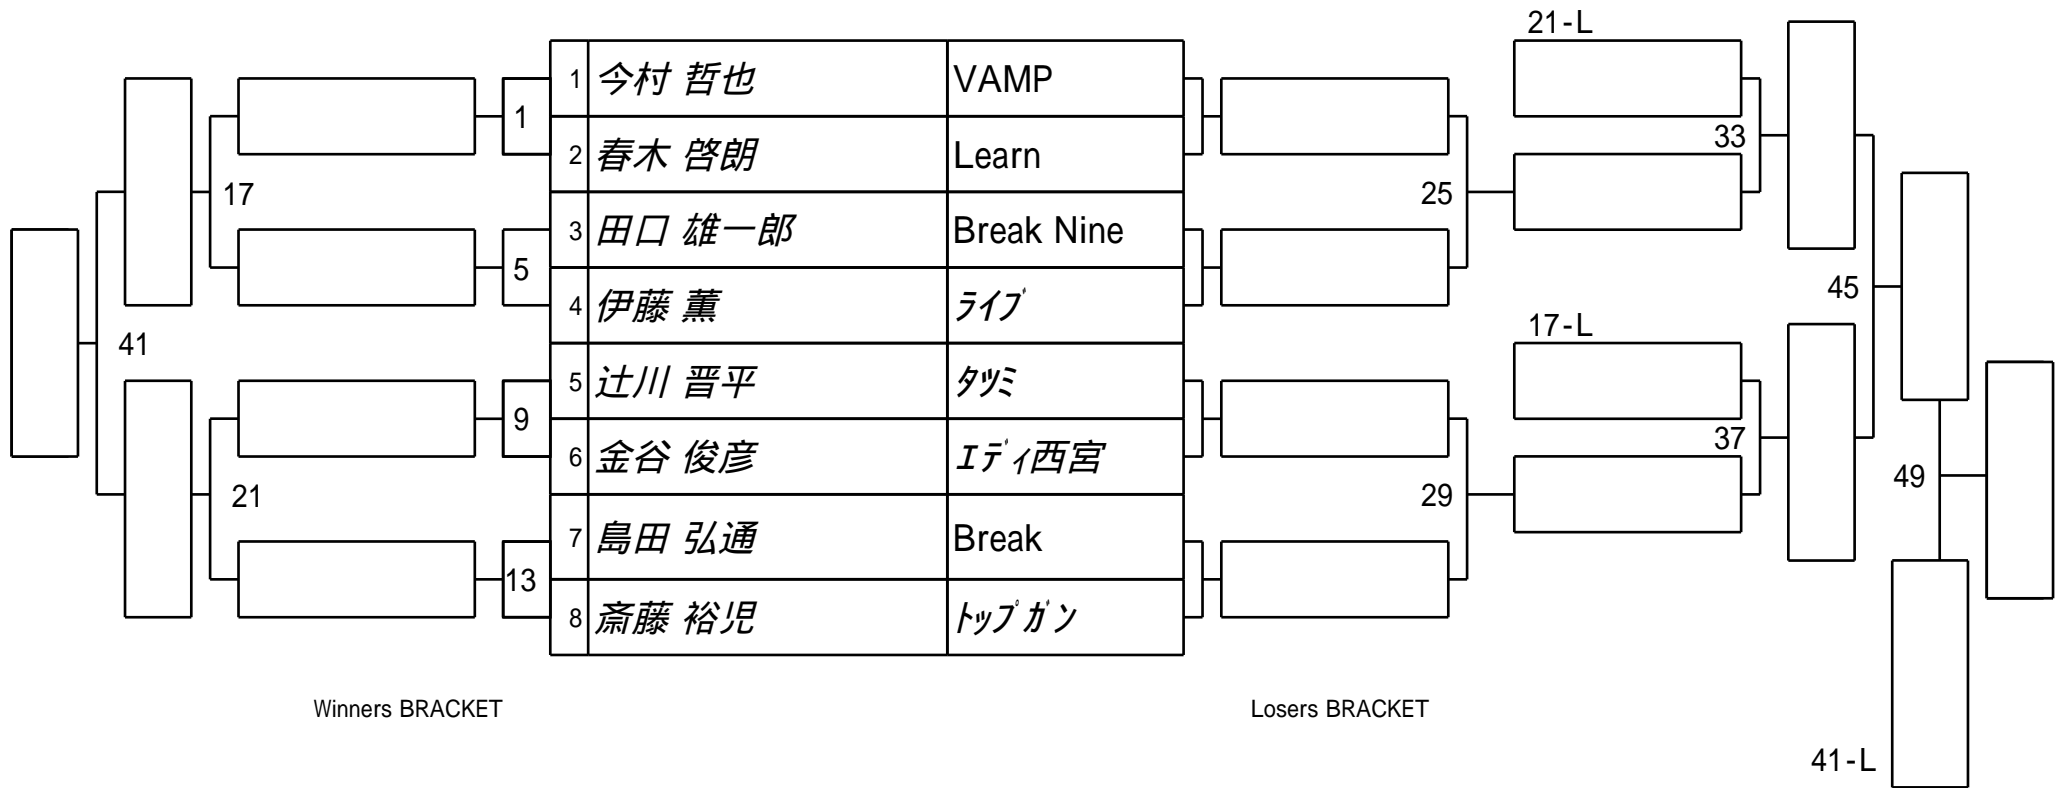 21-L
1 今村 哲也 VAMP
1
2 春木 啓朗 Learn
33
17
25
3 田口 雄一郎 Break Nine
5
4 伊藤 薫 ﾗｲﾌﾞ
45
17-L
41
5 辻川 晋平 ﾀﾂﾐ
9
37
6 金谷 俊彦 ｴﾃﾞｨ西宮
49
21
29
7 島田 弘通 Break
13
8 斎藤 裕児 ﾄｯﾌﾟｶﾞﾝ
Winners BRACKET
Losers BRACKET
41-L